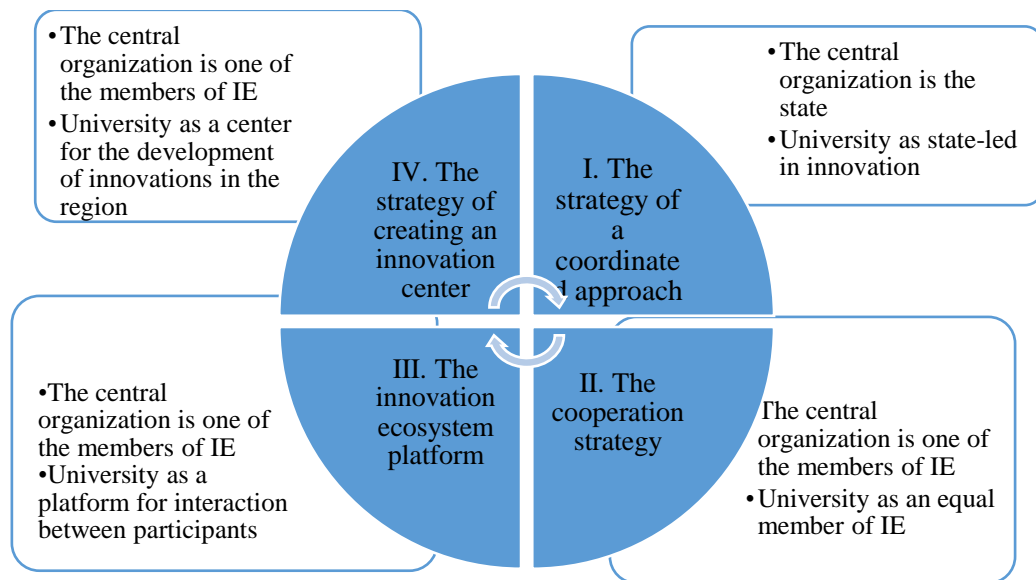 •The central
organization is one of
the members of IE
•University as a center
for the development
of innovations in the
region
•The central
organization is the
state
•University as state-led
in innovation
IV. The
strategy of
creating an
innovation
center
I. The
strategy of
a
coordinate
d approach
III. The
innovation
ecosystem
platform
II. The
cooperation
strategy
•The central
organization is one of
the members of IE
•University as a
platform for interaction
between participants
The central
organization is one of
the members of IE
•University as an equal
member of IE